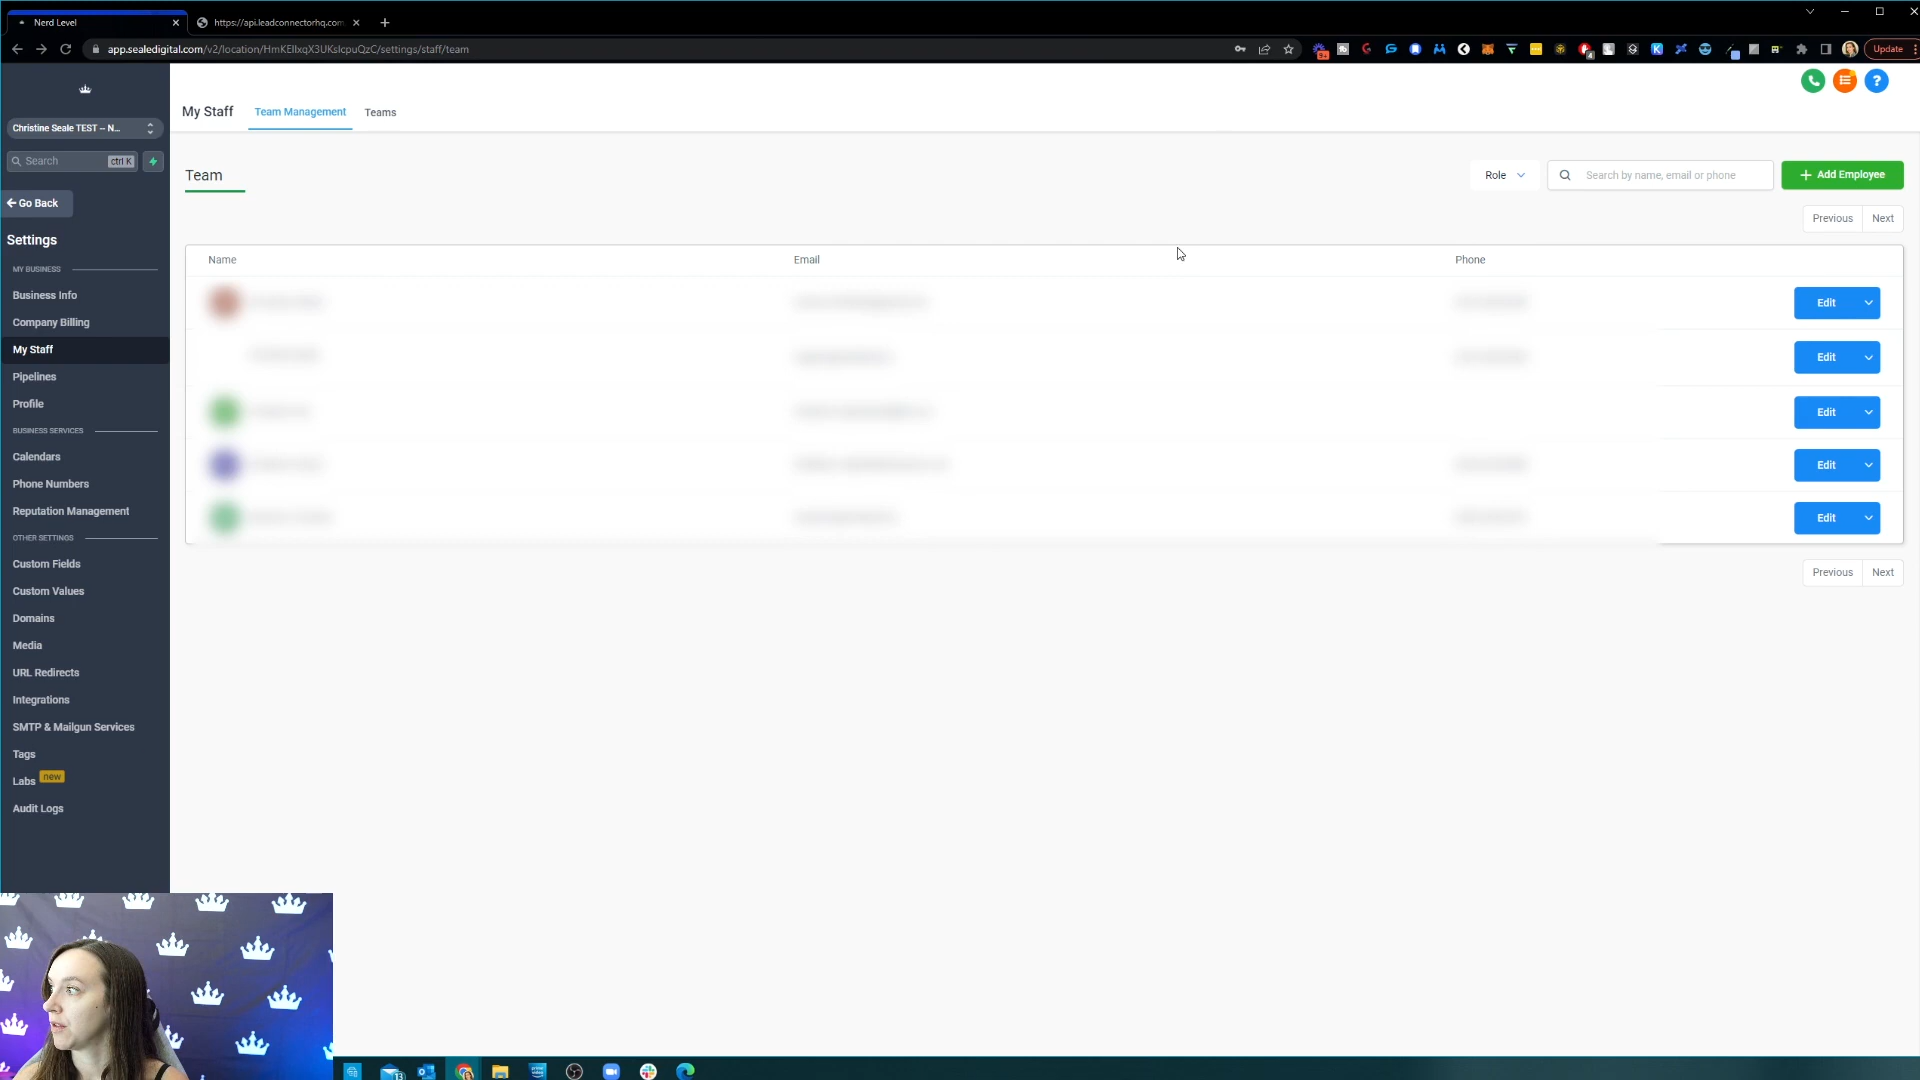 Nerd Level
https://api.leadconnectorhq.com
app.sealedigital.com/v2/location/HmKEIlxqX3UKsIcpuQzC/settings/staff/team
Update
Christine Seale TEST – N...
Search
ctrl K
Go Back
Settings
MY BUSINESS
Business Info
Company Billing
My Staff
Pipelines
Profile
BUSINESS SERVICES
Calendars
Phone Numbers
Reputation Management
OTHER SETTINGS
Custom Fields
Custom Values
Domains
Media
URL Redirects
Integrations
SMTP & Mailgun Services
Tags
Labs new
Audit Logs
My Staff Team Management Teams
Team
Role
Search by name, email or phone
+ Add Employee
Previous Next
Name Email Phone
Edit
Edit
Edit
Edit
Edit
Previous Next